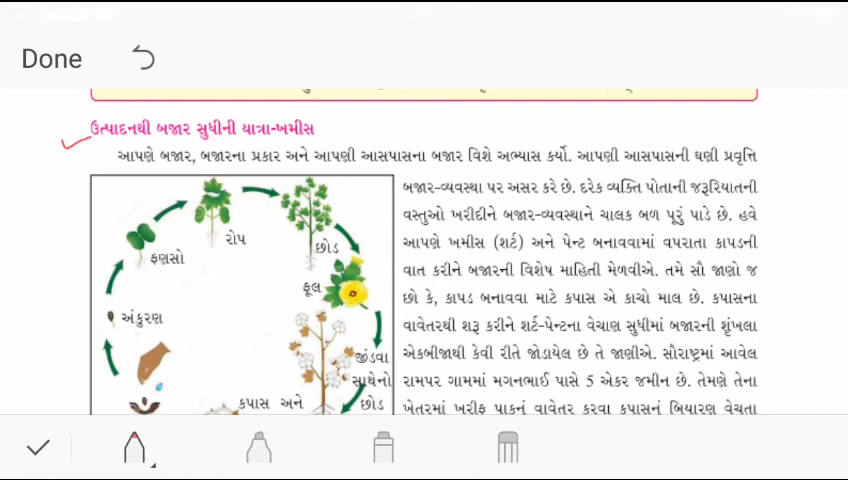 Done
ઉત્પાદનથી બજાર સુધીની યાત્રા-ખમીસ
આપણે બજાર, બજારના પ્રકાર અને આપણી આસપાસના બજાર વિશે અભ્યાસ કર્યો. આપણી આસપાસની ઘણી પ્રવૃત્તિ
બજાર-વ્યવસ્થા પર અસર કરે છે. દરેક વ્યક્તિ પોતાની જરૂરિયાતની
વસ્તુઓ ખરીદીને બજાર-વ્યવસ્થાને ચાલક બળ પૂરું પાડે છે. હવે
આપણે ખમીસ (શર્ટ) અને પેન્ટ બનાવવામાં વપરાતા કાપડની
વાત કરીને બજારની વિશેષ માહિતી મેળવીએ. તમે સૌ જાણો જ
છો કે, કાપડ બનાવવા માટે કપાસ એ કાચો માલ છે. કપાસના
વાવેતરથી શરૂ કરીને શર્ટ-પેન્ટના વેચાણ સુધીમાં બજારની શૃંખલા
એકબીજાથી કેવી રીતે જોડાયેલ છે તે જાણીએ. સૌરાષ્ટ્રમાં આવેલ
રામપર ગામમાં મગનભાઈ પાસે 5 એકર જમીન છે. તેમણે તેના
ખેતરમાં ખરીફ પાકનું વાવેતર કરવા કપાસનું બિયારણ વેચતા
રોપ
છોડ
ફણસો
ફૂલ
અંકુરણ
જીંડવા
સાથેનો
છોડ
કપાસ અને